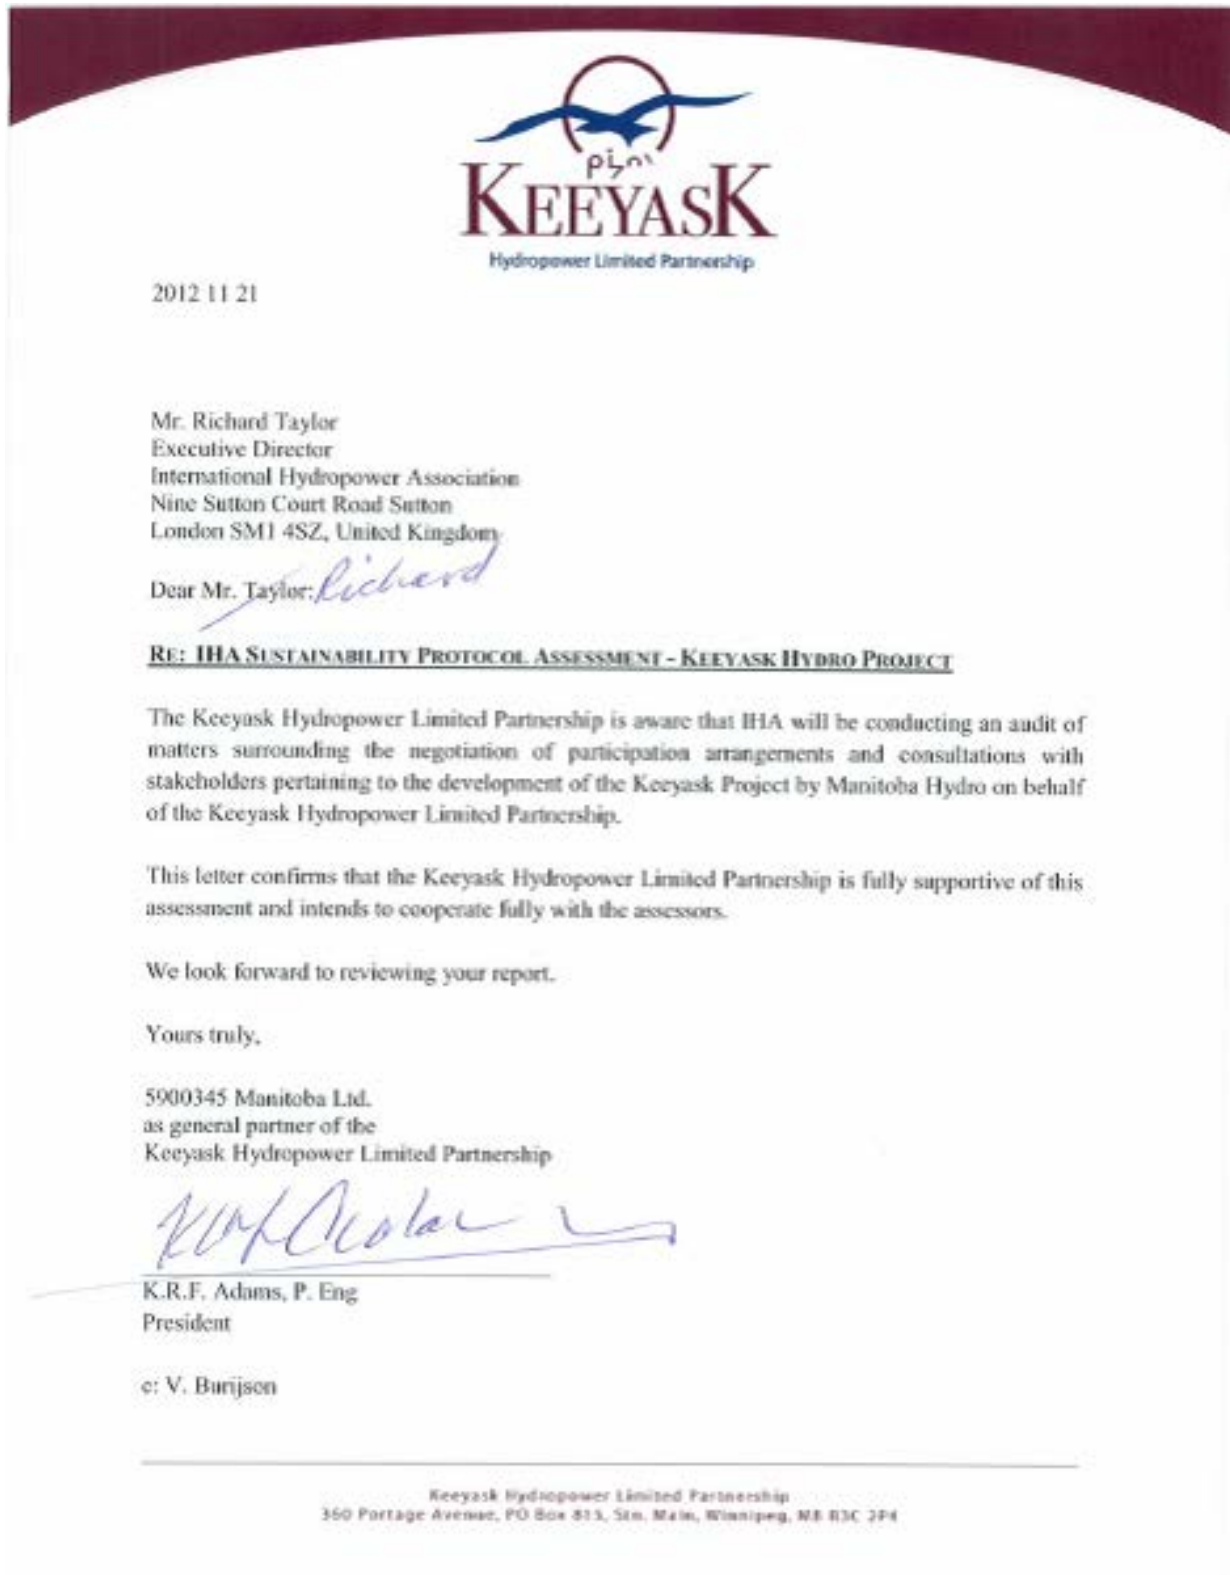 ᑭᔮᐢᐠ
KEEYASK
Hydropower Limited Partnership
2012 11 21
Mr. Richard Taylor
Executive Director
International Hydropower Association
Nine Sutton Court Road Sutton
London SM1 4SZ, United Kingdom
Dear Mr. Taylor: Richard
RE: IHA SUSTAINABILITY PROTOCOL ASSESSMENT - KEEYASK HYDRO PROJECT
The Keeyask Hydropower Limited Partnership is aware that IHA will be conducting an audit of
matters surrounding the negotiation of participation arrangements and consultations with
stakeholders pertaining to the development of the Keeyask Project by Manitoba Hydro on behalf
of the Keeyask Hydropower Limited Partnership.
This letter confirms that the Keeyask Hydropower Limited Partnership is fully supportive of this
assessment and intends to cooperate fully with the assessors.
We look forward to reviewing your report.
Yours truly,
5900345 Manitoba Ltd.
as general partner of the
Keeyask Hydropower Limited Partnership
K.R.F. Adams, P. Eng
President
c: V. Burijson
Keeyask Hydropower Limited Partnership
360 Portage Avenue, PO Box 815, Stn. Main, Winnipeg, MB R3C 2P4